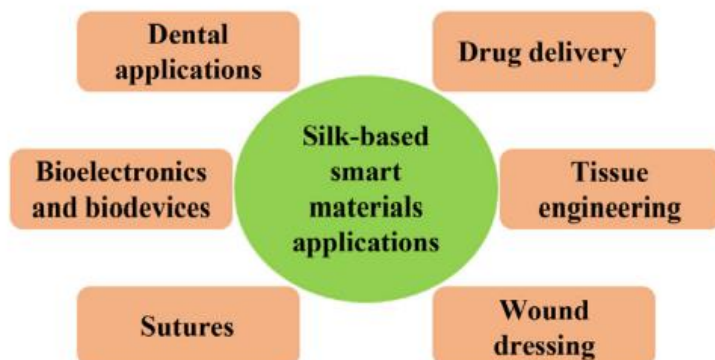 Dental
applications
Drug delivery
Bioelectronics
and biodevices
Silk-based
smart
materials
applications
Tissue
engineering
Sutures
Wound
dressing